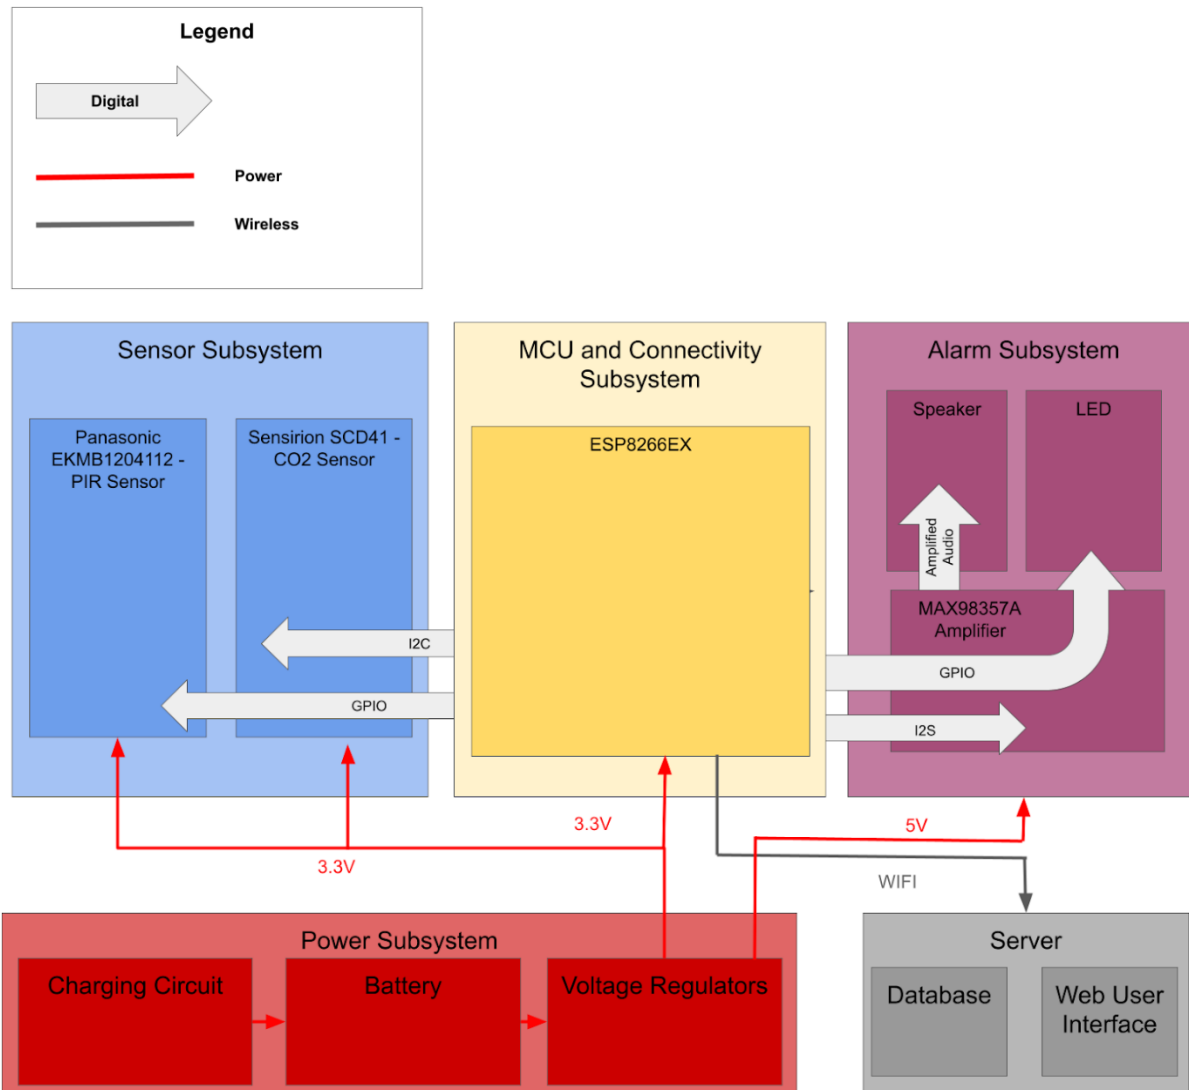 Legend
Digital
Power
Wireless
Sensor Subsystem
Panasonic
EKMB1204112 -
PIR Sensor
Sensirion SCD41 -
CO2 Sensor
I2C
GPIO
MCU and Connectivity
Subsystem
ESP8266EX
Alarm Subsystem
Speaker
LED
Amplified
Audio
MAX98357A
Amplifier
GPIO
I2S
3.3V
3.3V
5V
WIFI
Power Subsystem
Charging Circuit
Battery
Voltage Regulators
Server
Database
Web User
Interface